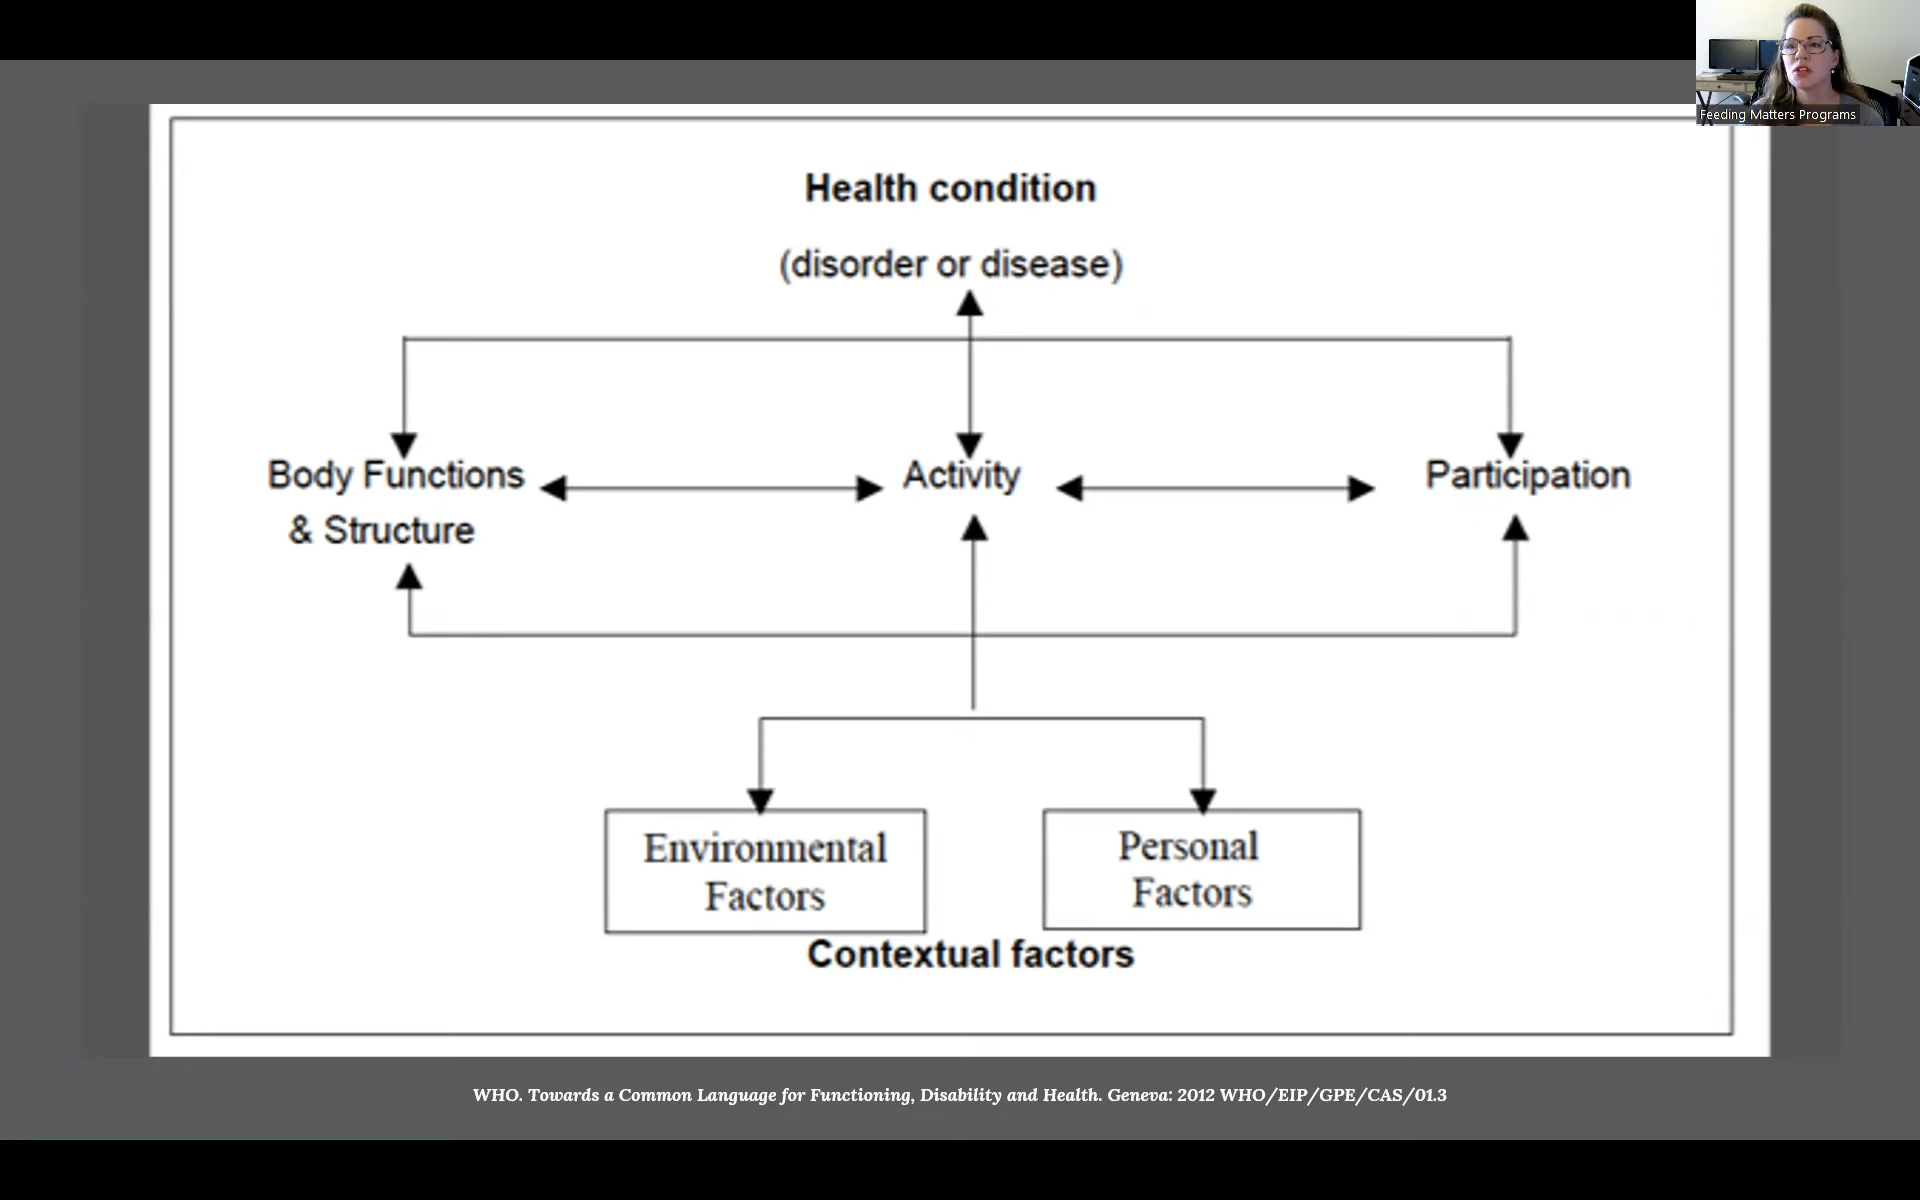 Feeding Matters Programs
Health condition
(disorder or disease)
Body Functions
& Structure
Activity
Participation
Environmental
Factors
Personal
Factors
Contextual factors
WHO. Towards a Common Language for Functioning, Disability and Health. Geneva: 2012 WHO/EIP/GPE/CAS/01.3